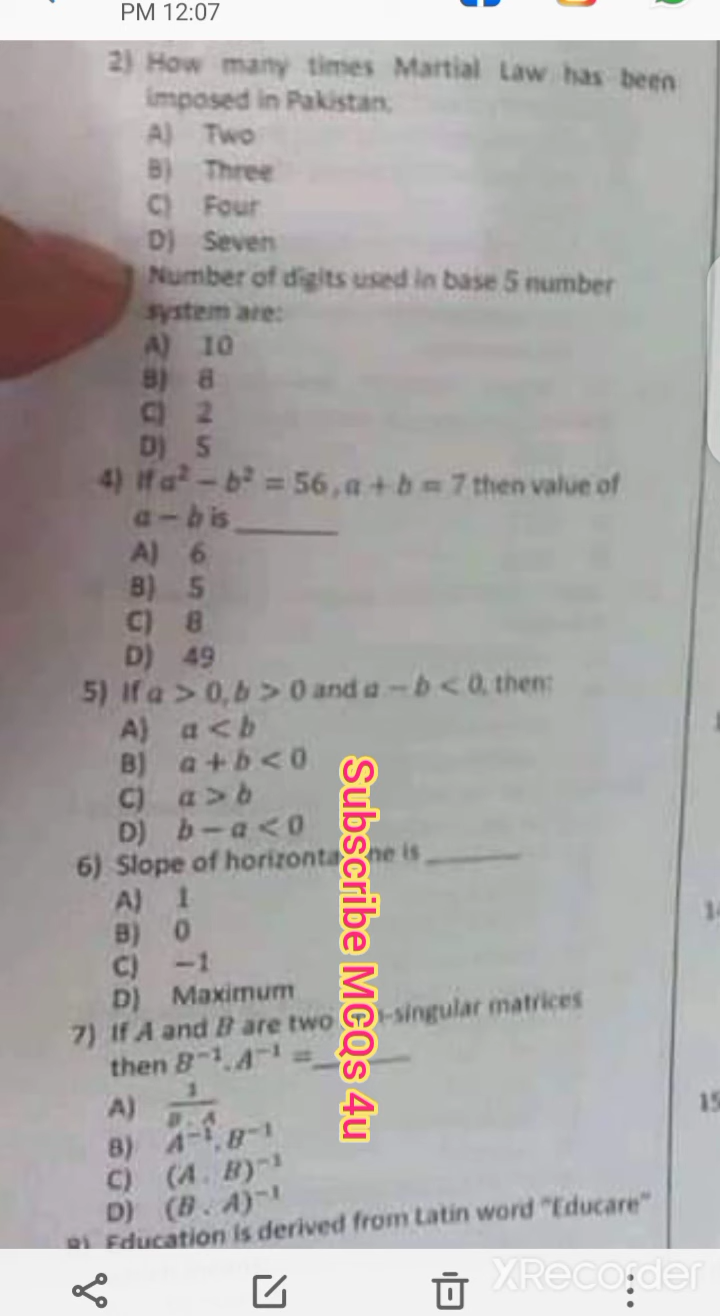 PM 12:07
2) How many times Martial Law has been
imposed in Pakistan.
A) Two
B) Three
C) Four
D) Seven
Number of digits used in base 5 number
system are:
A) 10
B) 8
C) 2
D) 5
4) If a² − b² = 56, a + b = 7 then value of
a − b is ______
A) 6
B) 5
C) 8
D) 49
5) If a > 0, b > 0 and a − b < 0, then:
A) a < b
B) a + b < 0
C) a > b
D) b − a < 0
6) Slope of horizonta ne is ______
A) 1
B) 0
C) −1
D) Maximum
7) If A and B are two -singular matrices
then B⁻¹. A⁻¹ = ______
A) 1/B . A
B) A⁻¹. B⁻¹
C) (A . B)⁻¹
D) (B . A)⁻¹
8) Education is derived from Latin word "Educare"
14
15
Subscribe MCQs 4u
XRecorder